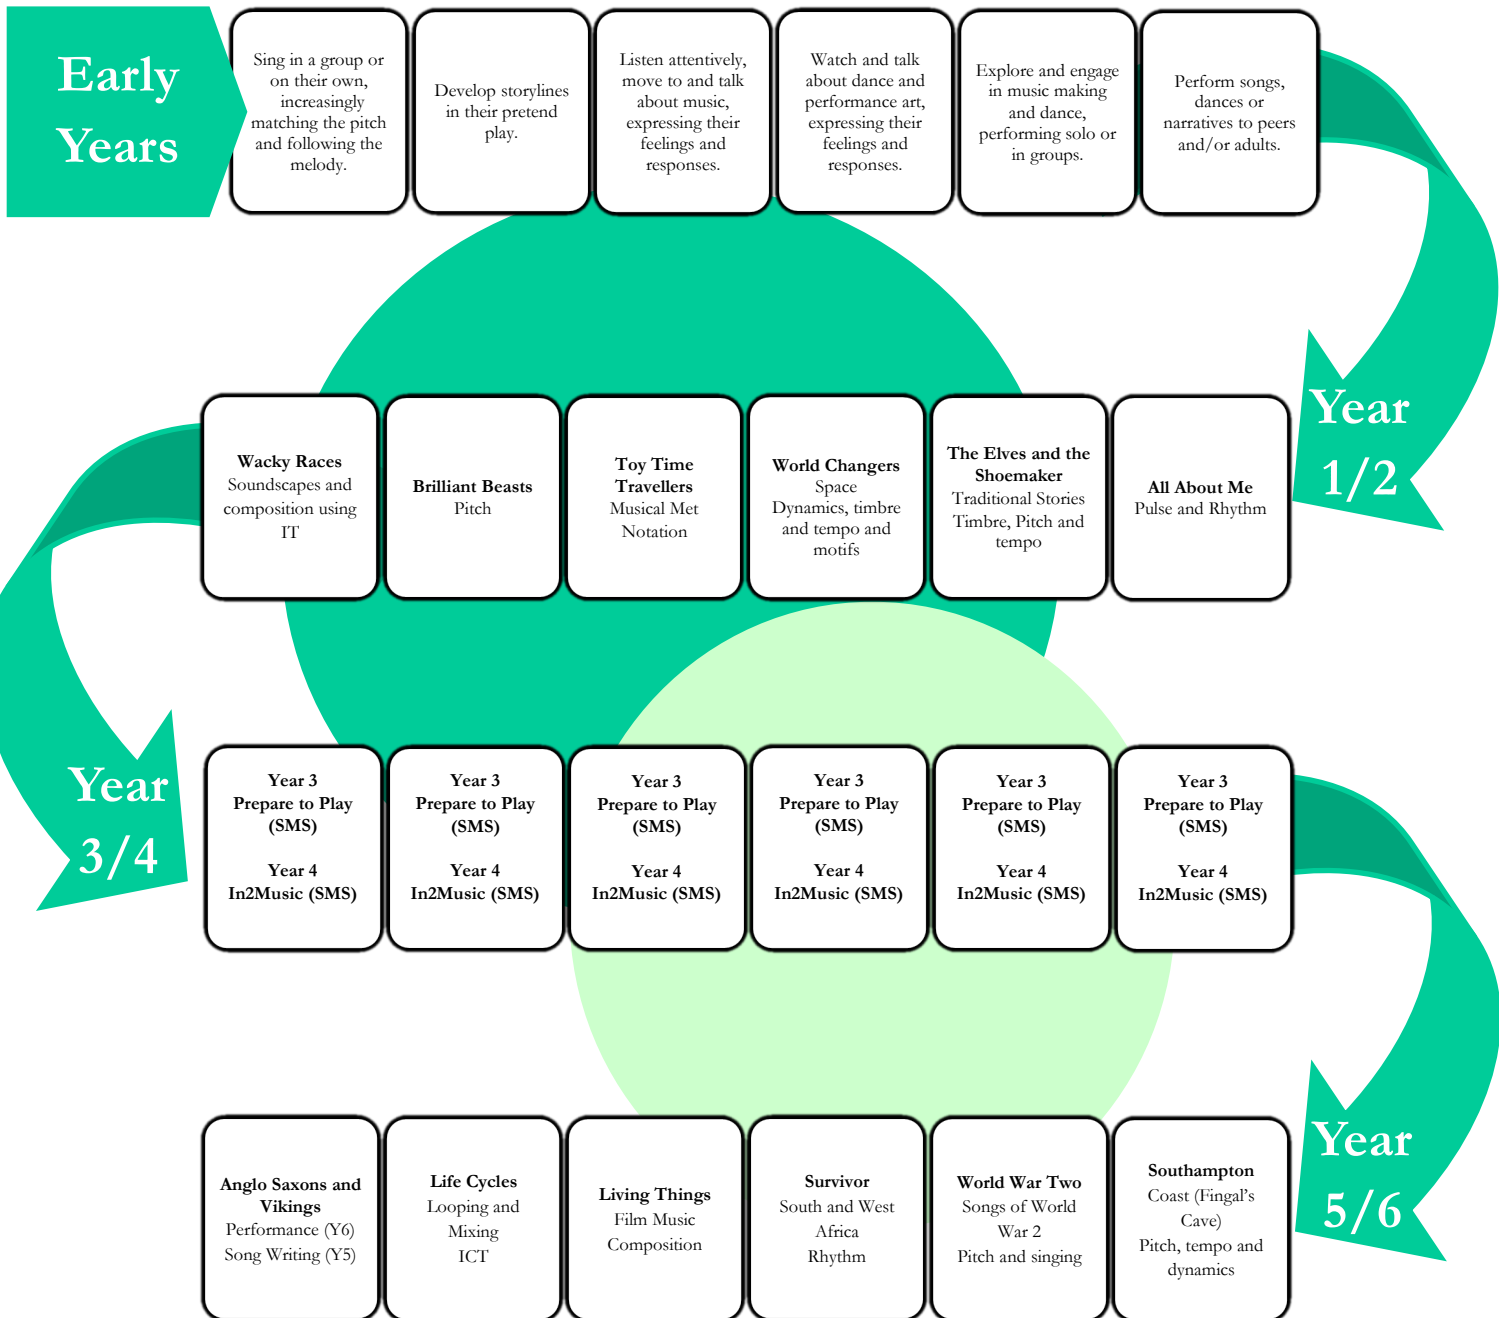 Early
Years
Sing in a group or
on their own,
increasingly
matching the pitch
and following the
melody.
Develop storylines
in their pretend
play.
Listen attentively,
move to and talk
about music,
expressing their
feelings and
responses.
Watch and talk
about dance and
performance art,
expressing their
feelings and
responses.
Explore and engage
in music making
and dance,
performing solo or
in groups.
Perform songs,
dances or
narratives to peers
and/or adults.
Year
1/2
Wacky Races
Soundscapes and
composition using
IT
Brilliant Beasts
Pitch
Toy Time
Travellers
Musical Met
Notation
World Changers
Space
Dynamics, timbre
and tempo and
motifs
The Elves and the
Shoemaker
Traditional Stories
Timbre, Pitch and
tempo
All About Me
Pulse and Rhythm
Year
3/4
Year 3
Prepare to Play
(SMS)
Year 4
In2Music (SMS)
Year 3
Prepare to Play
(SMS)
Year 4
In2Music (SMS)
Year 3
Prepare to Play
(SMS)
Year 4
In2Music (SMS)
Year 3
Prepare to Play
(SMS)
Year 4
In2Music (SMS)
Year 3
Prepare to Play
(SMS)
Year 4
In2Music (SMS)
Year 3
Prepare to Play
(SMS)
Year 4
In2Music (SMS)
Year
5/6
Anglo Saxons and
Vikings
Performance (Y6)
Song Writing (Y5)
Life Cycles
Looping and
Mixing
ICT
Living Things
Film Music
Composition
Survivor
South and West
Africa
Rhythm
World War Two
Songs of World
War 2
Pitch and singing
Southampton
Coast (Fingal's
Cave)
Pitch, tempo and
dynamics